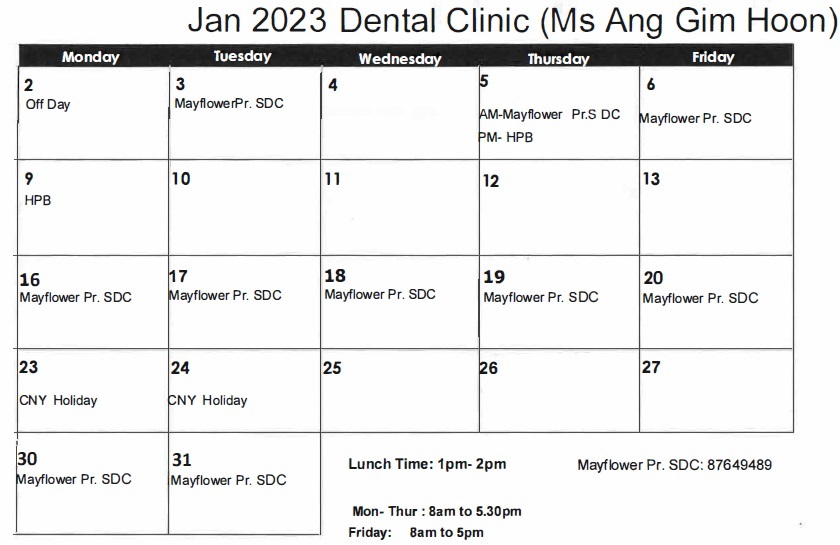 Jan 2023 Dental Clinic (Ms Ang Gim Hoon)
Monday Tuesday Wednesday Thursday Friday
2 3 4 5 6
Off Day MayflowerPr. SDC AM-Mayflower Pr.S DC Mayflower Pr. SDC
PM- HPB
9 10 11 12 13
HPB
16 17 18 19 20
Mayflower Pr. SDC Mayflower Pr. SDC Mayflower Pr. SDC Mayflower Pr. SDC Mayflower Pr. SDC
23 24 25 26 27
CNY Holiday CNY Holiday
30 31
Mayflower Pr. SDC Mayflower Pr. SDC
Lunch Time: 1pm- 2pm Mayflower Pr. SDC: 87649489
Mon- Thur : 8am to 5.30pm
Friday: 8am to 5pm